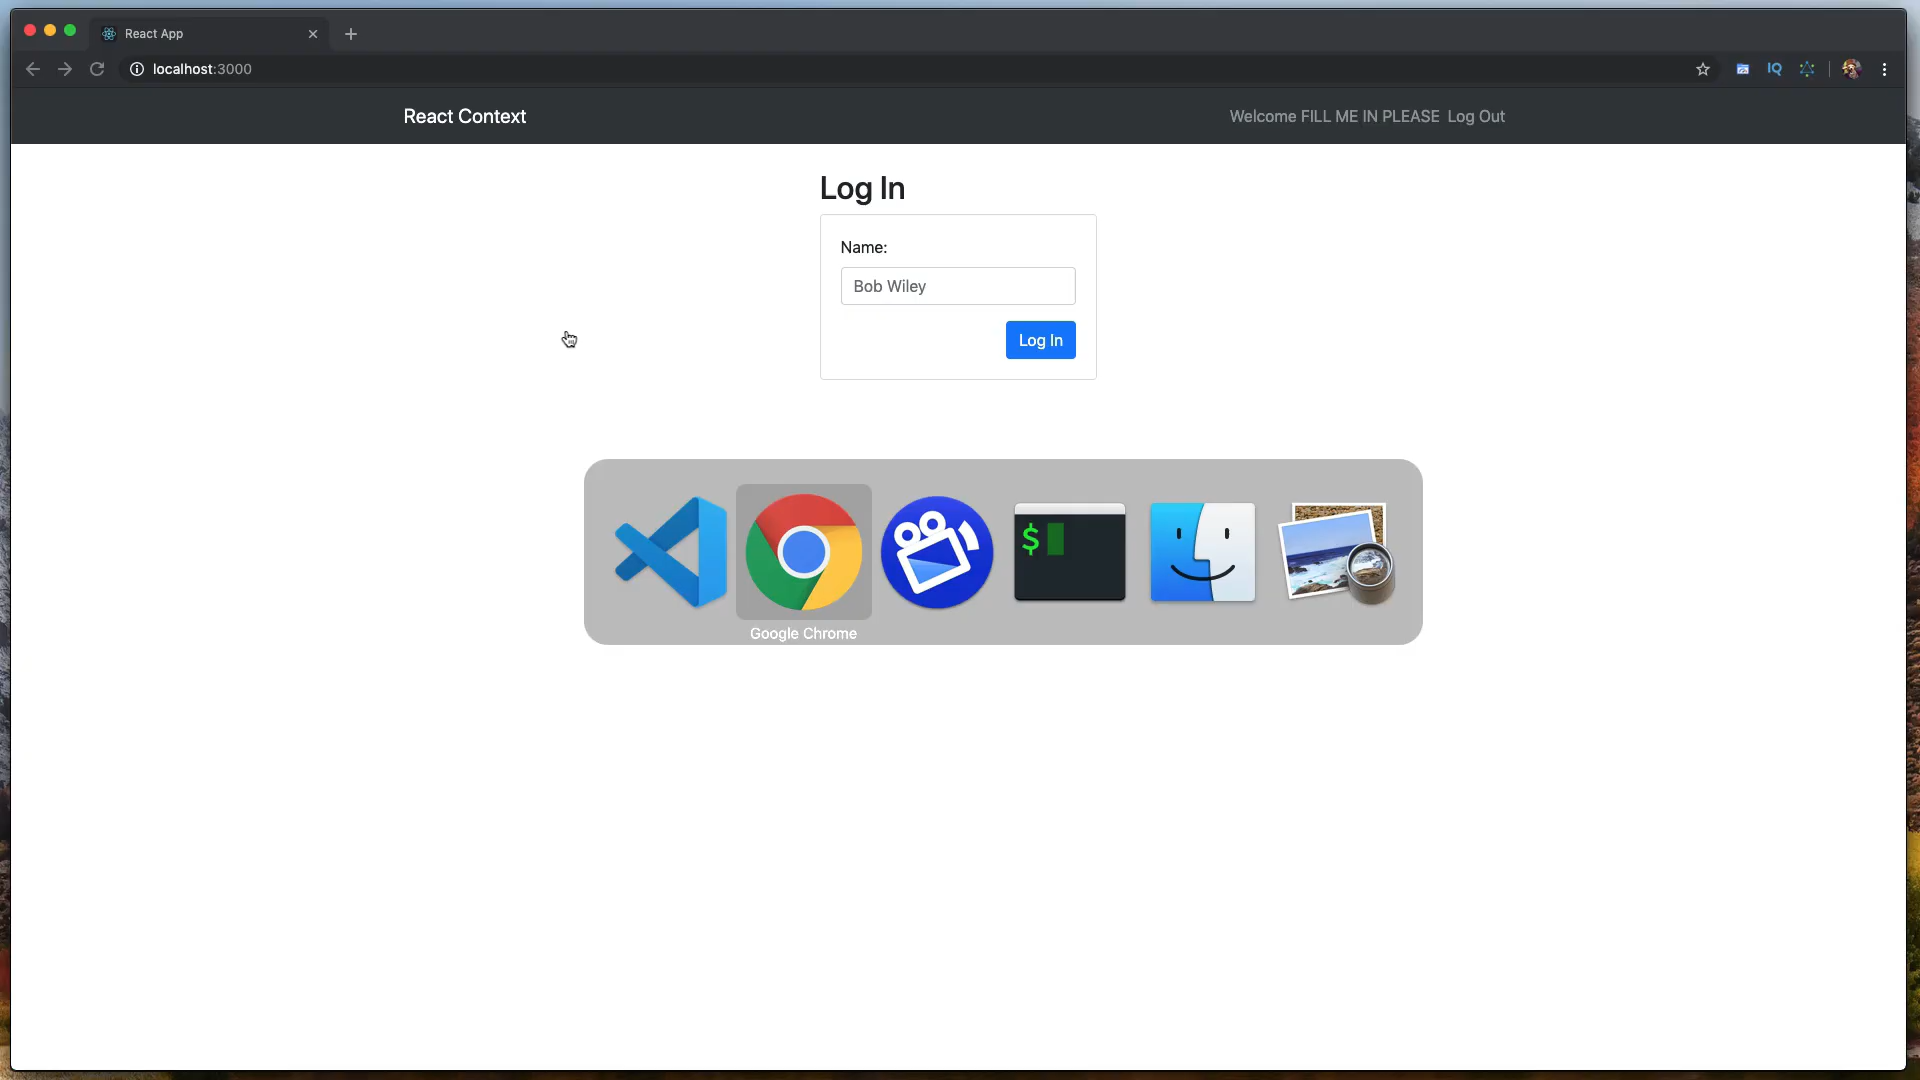 React App
localhost:3000
IQ
React Context
Welcome FILL ME IN PLEASE Log Out
Log In
Name:
Bob Wiley
Log In
$
Google Chrome